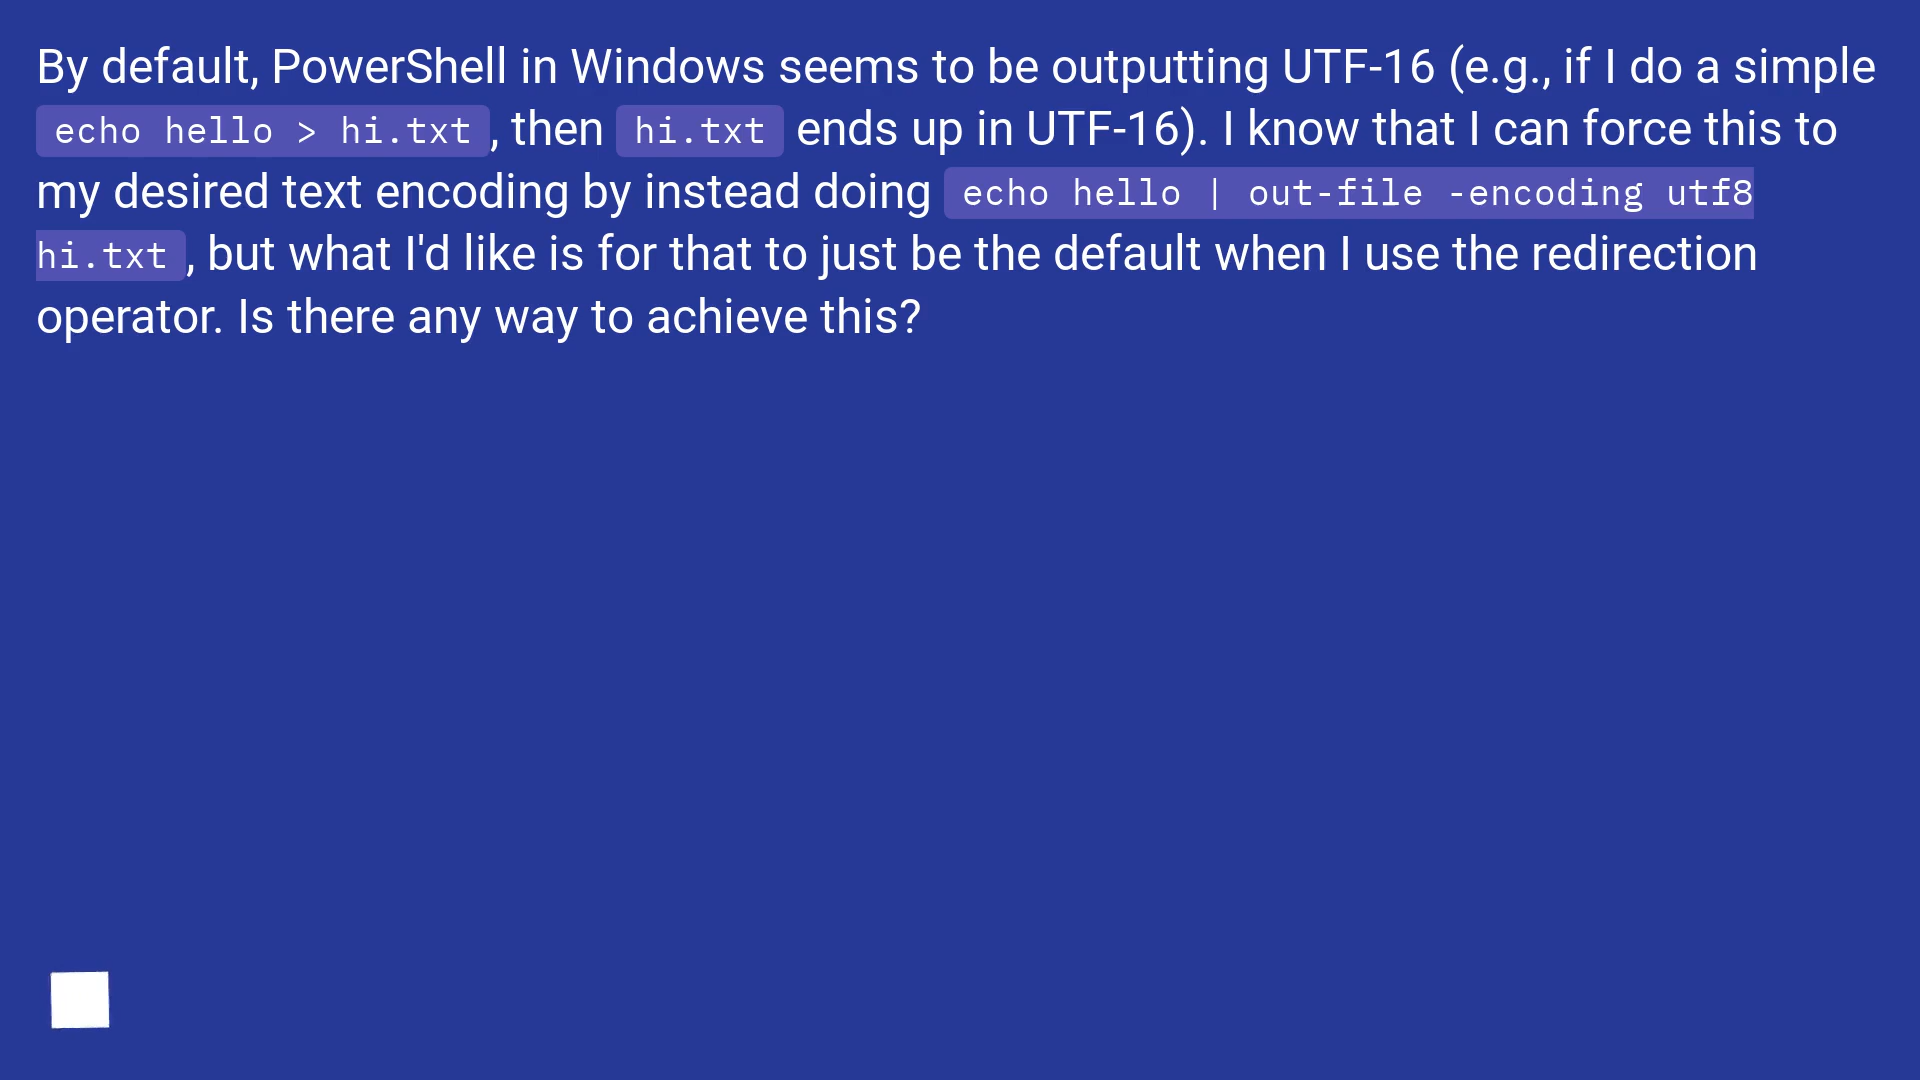 By default, PowerShell in Windows seems to be outputting UTF-16 (e.g., if I do a simple
echo hello > hi.txt, then hi.txt ends up in UTF-16). I know that I can force this to
my desired text encoding by instead doing echo hello | out-file -encoding utf8
hi.txt, but what I'd like is for that to just be the default when I use the redirection
operator. Is there any way to achieve this?